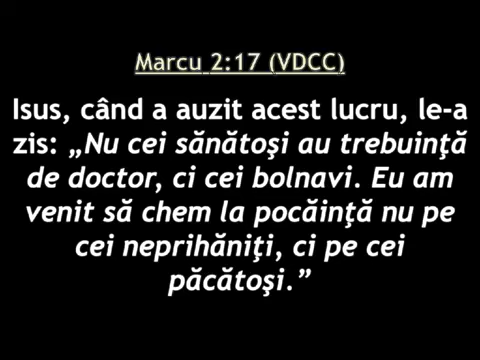 Marcu 2:17 (VDCC)
Isus, când a auzit acest lucru, le-a
zis: „Nu cei sănătoşi au trebuinţă
de doctor, ci cei bolnavi. Eu am
venit să chem la pocăinţă nu pe
cei neprihăniţi, ci pe cei
păcătoşi.”